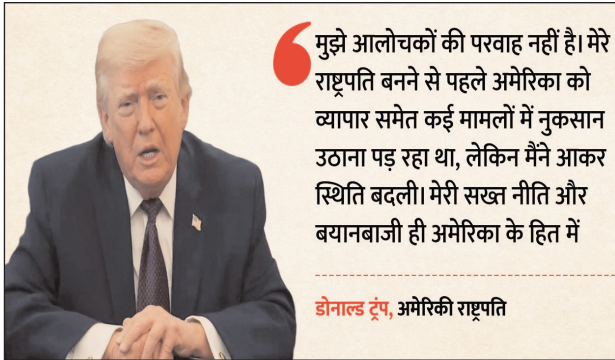 मुझे आलोचकों की परवाह नहीं है। मेरे
राष्ट्रपति बनने से पहले अमेरिका को
व्यापार समेत कई मामलों में नुकसान
उठाना पड़ रहा था, लेकिन मैंने आकर
स्थिति बदली। मेरी सख्त नीति और
बयानबाजी ही अमेरिका के हित में
डोनाल्ड ट्रंप, अमेरिकी राष्ट्रपति